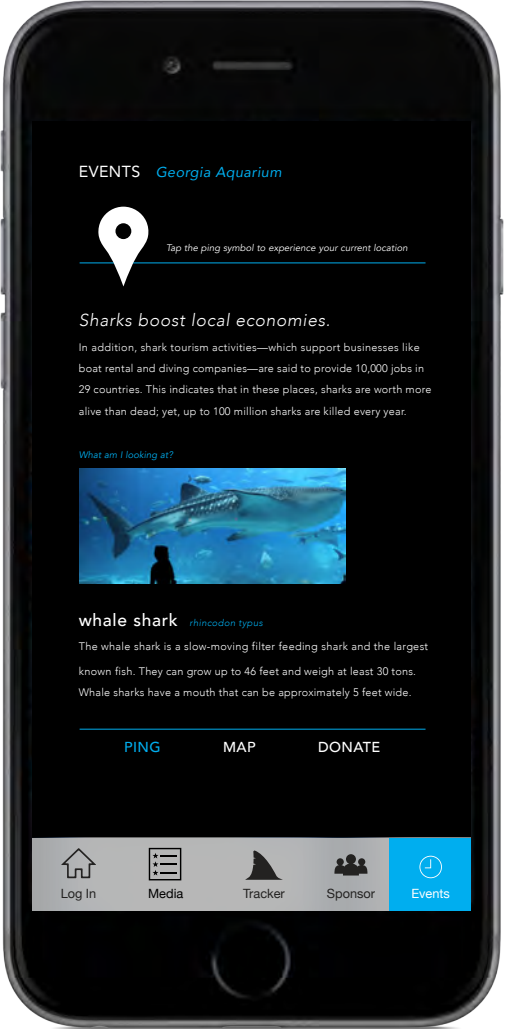 EVENTS Georgia Aquarium
Tap the ping symbol to experience your current location
Sharks boost local economies.
In addition, shark tourism activities—which support businesses like
boat rental and diving companies—are said to provide 10,000 jobs in
29 countries. This indicates that in these places, sharks are worth more
alive than dead; yet, up to 100 million sharks are killed every year.
What am I looking at?
whale shark rhincodon typus
The whale shark is a slow-moving filter feeding shark and the largest
known fish. They can grow up to 46 feet and weigh at least 30 tons.
Whale sharks have a mouth that can be approximately 5 feet wide.
PING MAP DONATE
Log In Media Tracker Sponsor Events